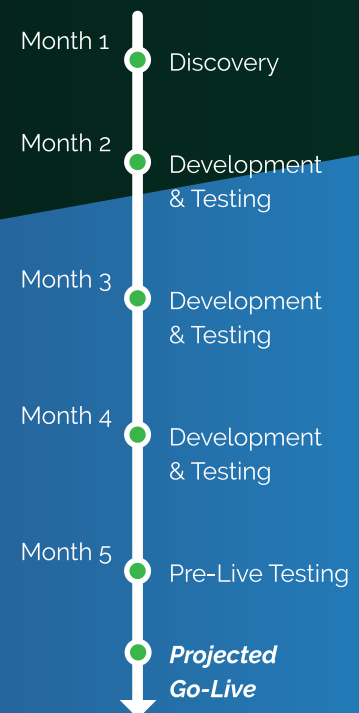 Month 1
Discovery
Month 2
Development
& Testing
Month 3
Development
& Testing
Month 4
Development
& Testing
Month 5
Pre-Live Testing
Projected
Go-Live